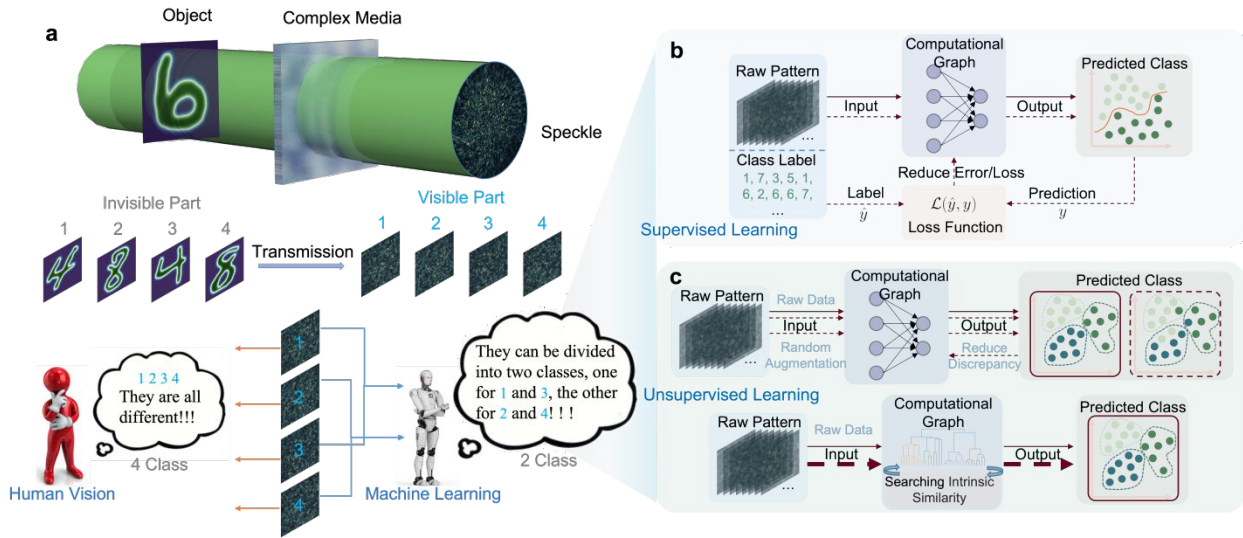 a
Object
Complex Media
Speckle
Invisible Part
1 2 3 4
Transmission
Visible Part
1 2 3 4
1
2
3
4
1 2 3 4
They are all
different!!!
4 Class
Human Vision
They can be divided
into two classes, one
for 1 and 3, the other
for 2 and 4! ! !
2 Class
Machine Learning
b
Raw Pattern
...
Class Label
1, 7, 3, 5, 1,
6, 2, 6, 6, 7,
...
Input
Computational
Graph
Output
Predicted Class
Reduce Error/Loss
Label
ŷ
ℒ(ŷ, y)
Loss Function
Prediction
y
Supervised Learning
c
Raw Pattern
...
Raw Data
Input
Random
Augmentation
Computational
Graph
Output
Reduce
Discrepancy
Predicted Class
Unsupervised Learning
Raw Pattern
...
Raw Data
Input
Computational
Graph
Searching Intrinsic
Similarity
Output
Predicted Class